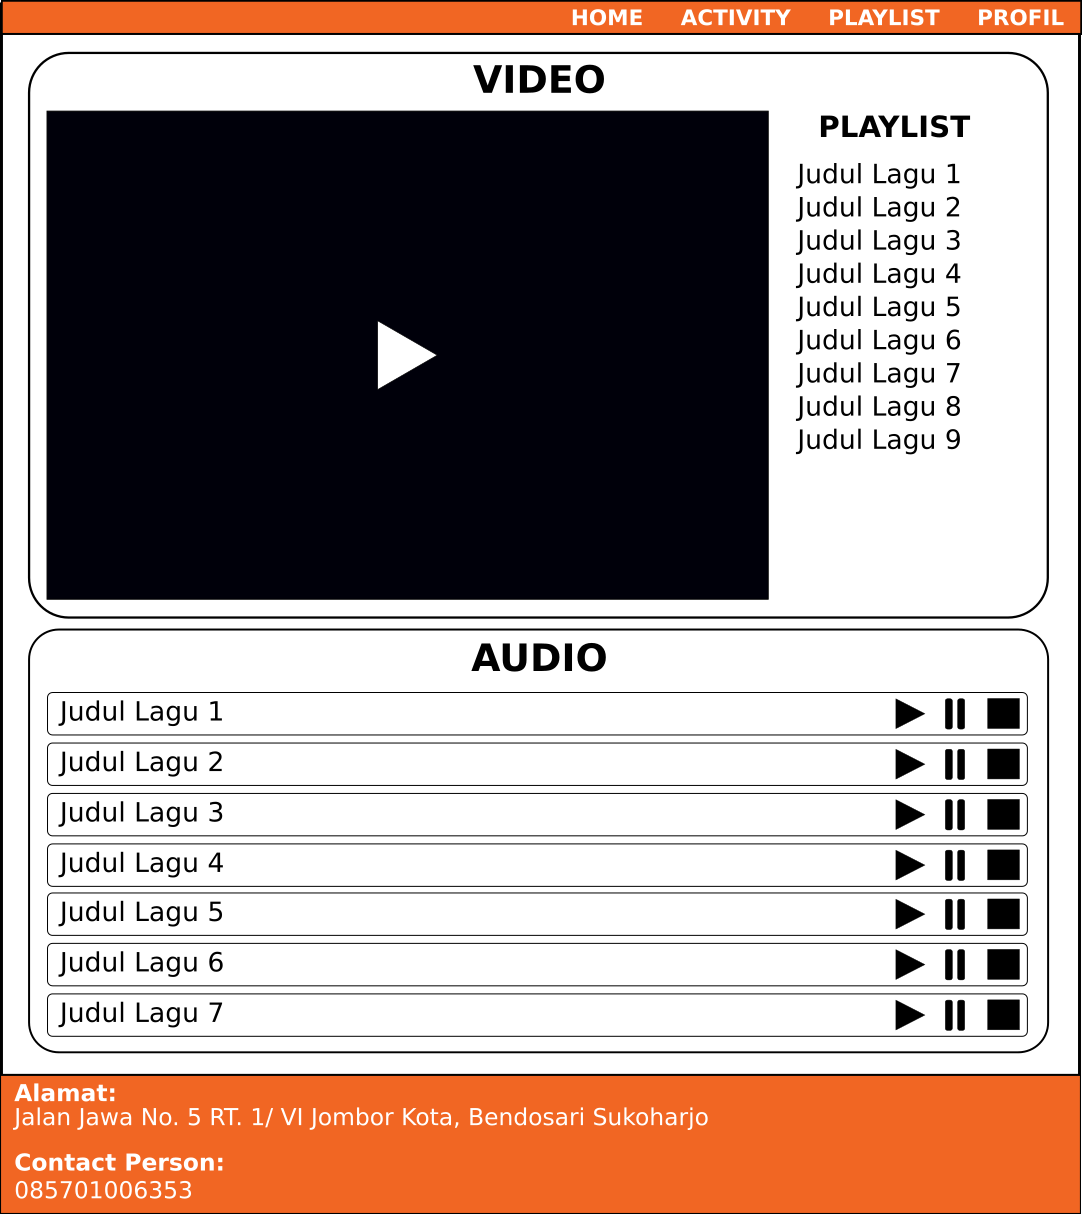 HOME ACTIVITY PLAYLIST PROFIL
VIDEO
PLAYLIST
Judul Lagu 1
Judul Lagu 2
Judul Lagu 3
Judul Lagu 4
Judul Lagu 5
Judul Lagu 6
Judul Lagu 7
Judul Lagu 8
Judul Lagu 9
AUDIO
Judul Lagu 1
Judul Lagu 2
Judul Lagu 3
Judul Lagu 4
Judul Lagu 5
Judul Lagu 6
Judul Lagu 7
Alamat:
Jalan Jawa No. 5 RT. 1/ VI Jombor Kota, Bendosari Sukoharjo
Contact Person:
085701006353